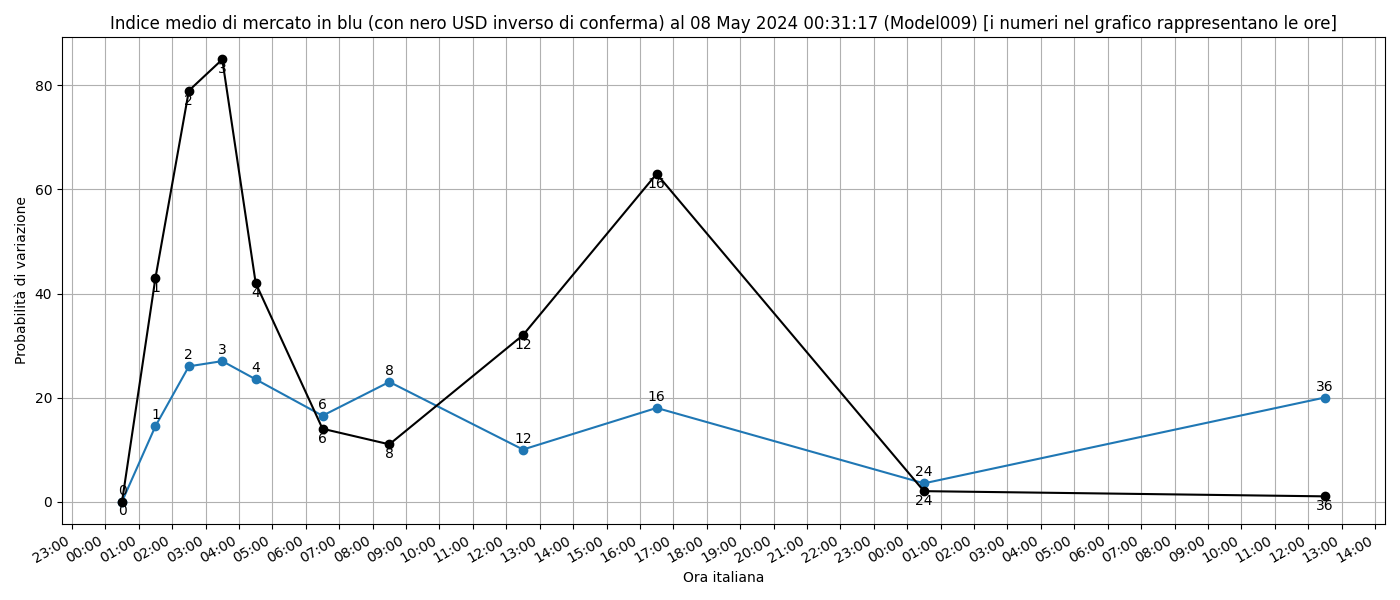 Indice medio di mercato in blu (con nero USD inverso di conferma) al 08 May 2024 00:31:17 (Model009) [i numeri nel grafico rappresentano le ore]
Probabilità di variazione
80
60
40
20
0
0 1 2 3 4 6 8 12 16 24 36
0 1 2 3 4 6 8 12 16 24 36
23:00 00:00 01:00 02:00 03:00 04:00 05:00 06:00 07:00 08:00 09:00 10:00 11:00 12:00 13:00 14:00 15:00 16:00 17:00 18:00 19:00 20:00 21:00 22:00 23:00 00:00 01:00 02:00 03:00 04:00 05:00 06:00 07:00 08:00 09:00 10:00 11:00 12:00 13:00 14:00
Ora italiana